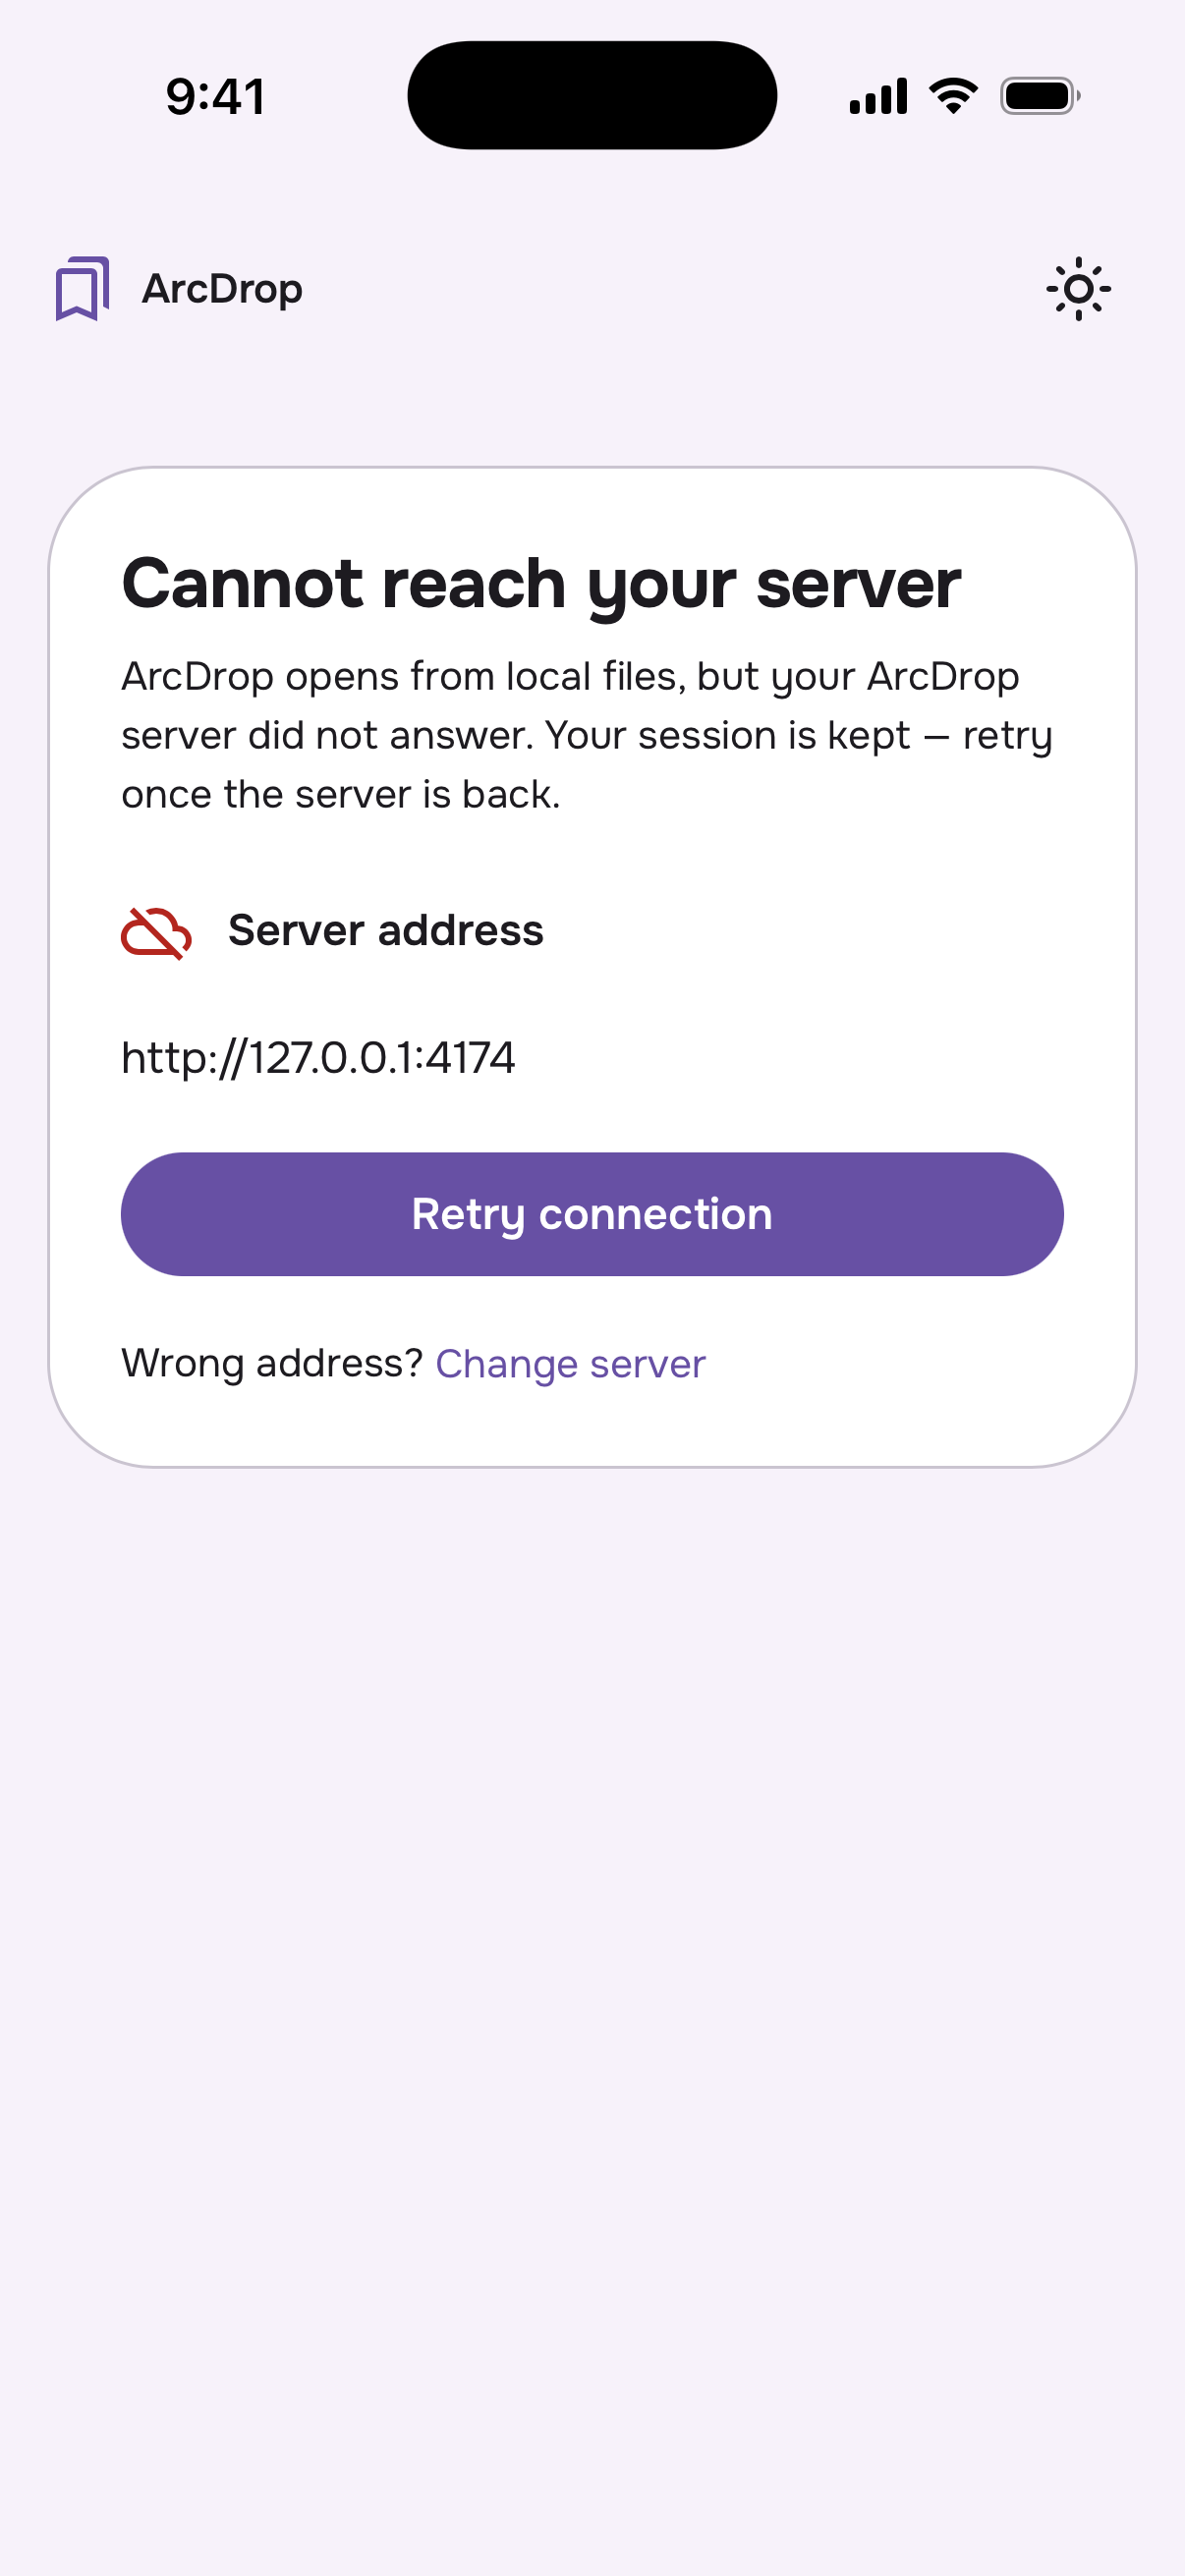 9:41
ArcDrop
Cannot reach your server
ArcDrop opens from local files, but your ArcDrop
server did not answer. Your session is kept — retry
once the server is back.
Server address
http://127.0.0.1:4174
Retry connection
Wrong address? Change server